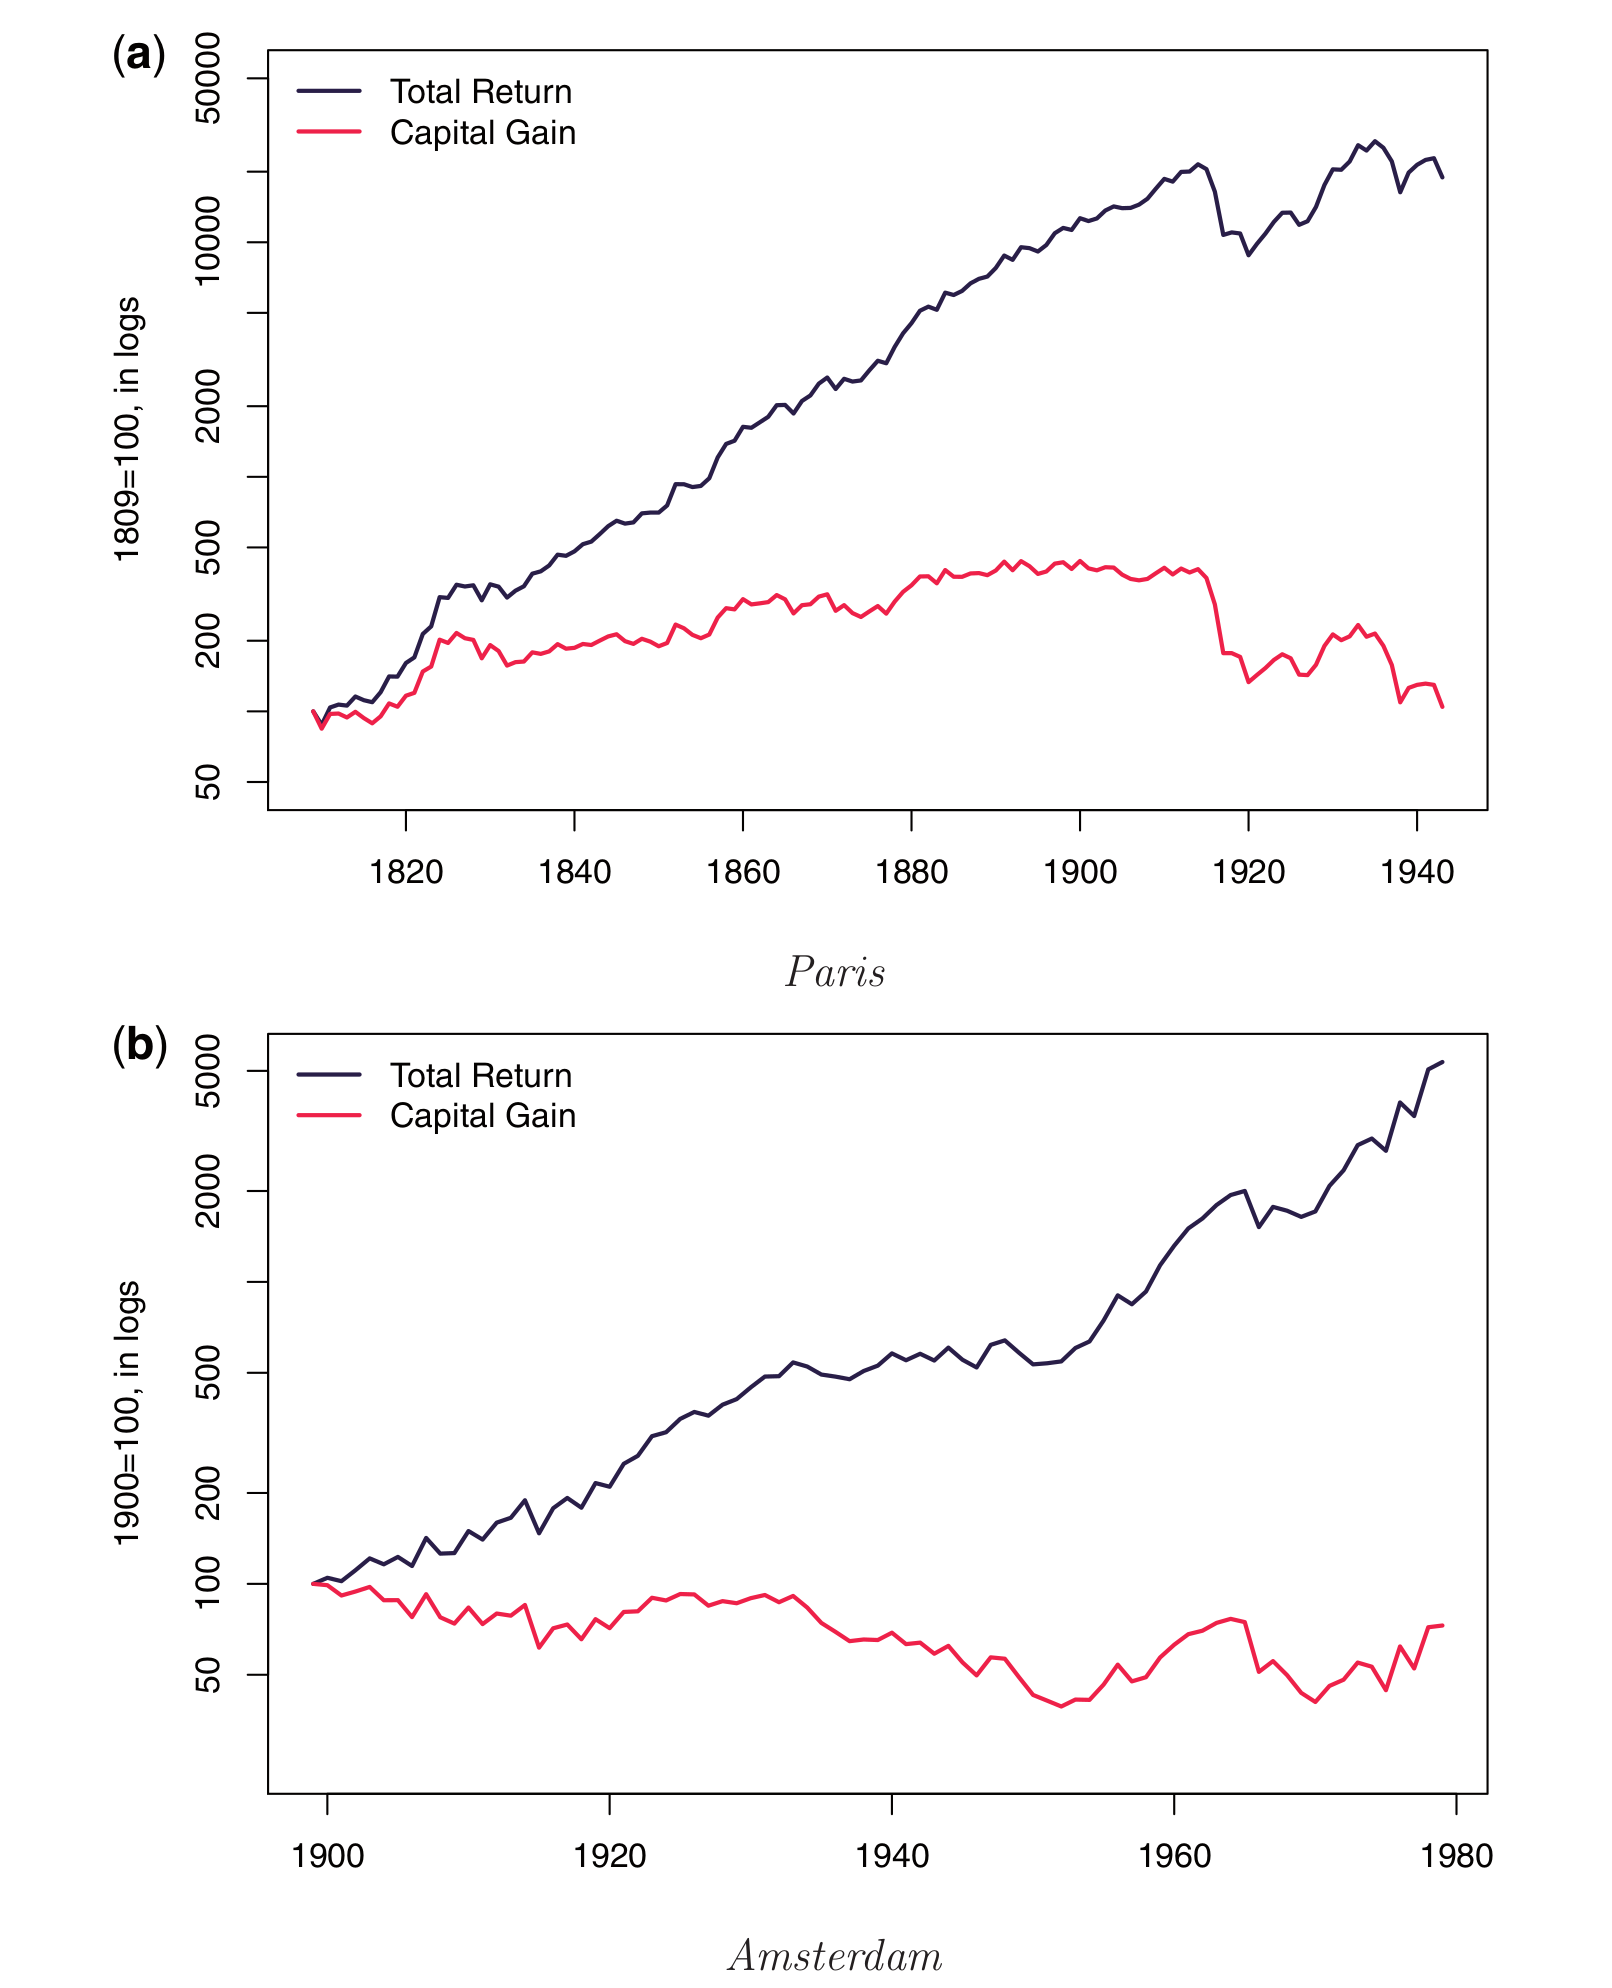 (a)
Total Return
Capital Gain
50000
10000
2000
500
200
50
1809=100, in logs
1820 1840 1860 1880 1900 1920 1940
Paris
(b)
Total Return
Capital Gain
5000
2000
500
200
100
50
1900=100, in logs
1900 1920 1940 1960 1980
Amsterdam